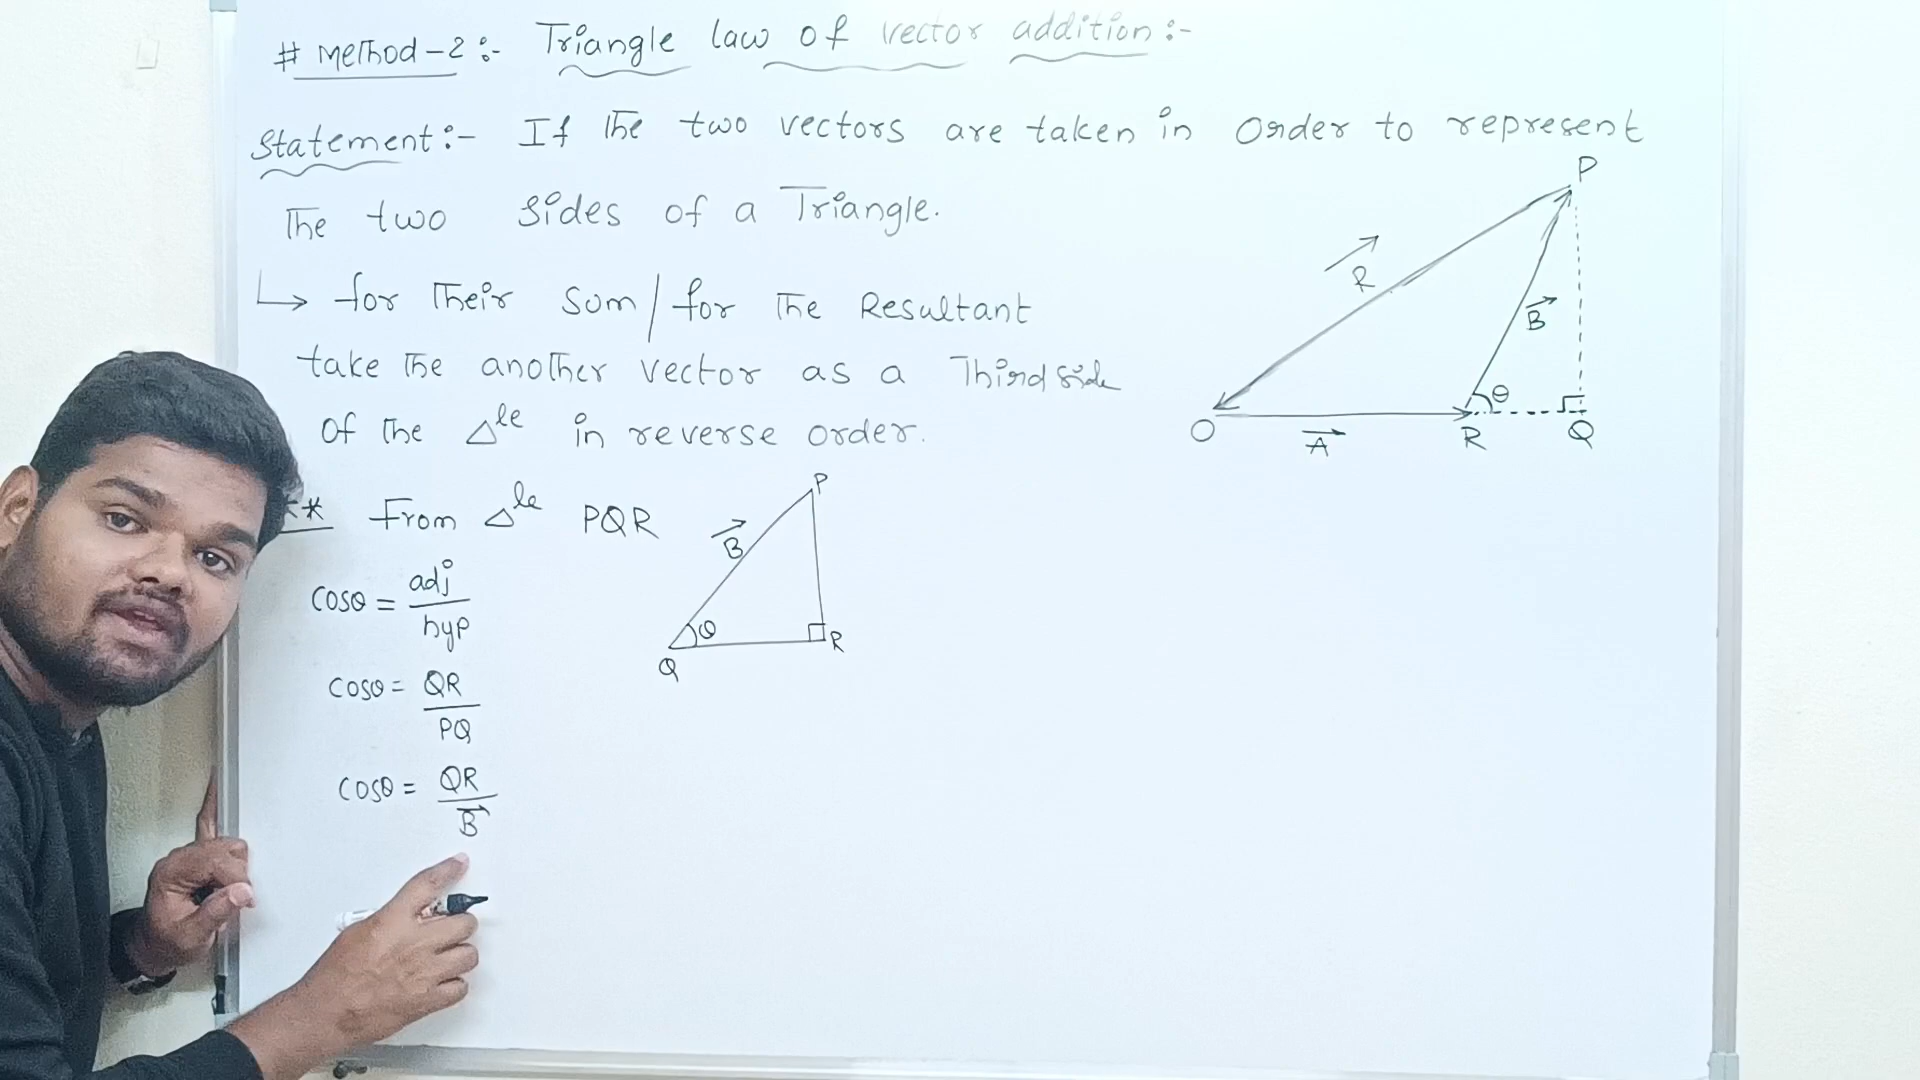 # Method-2:- Triangle law of vector addition:-
Statement:- If the two vectors are taken in order to represent
The two sides of a Triangle.
↳ for Their Sum/for The Resultant
take The another vector as a Third side
Of The △le in reverse order.
** From △le PQR
cosθ = adj/hyp
cosθ = QR/PQ
cosθ = QR/B⃗
P
B⃗
θ
Q
R
P
R⃗
B⃗
θ
O
A⃗
R
Q